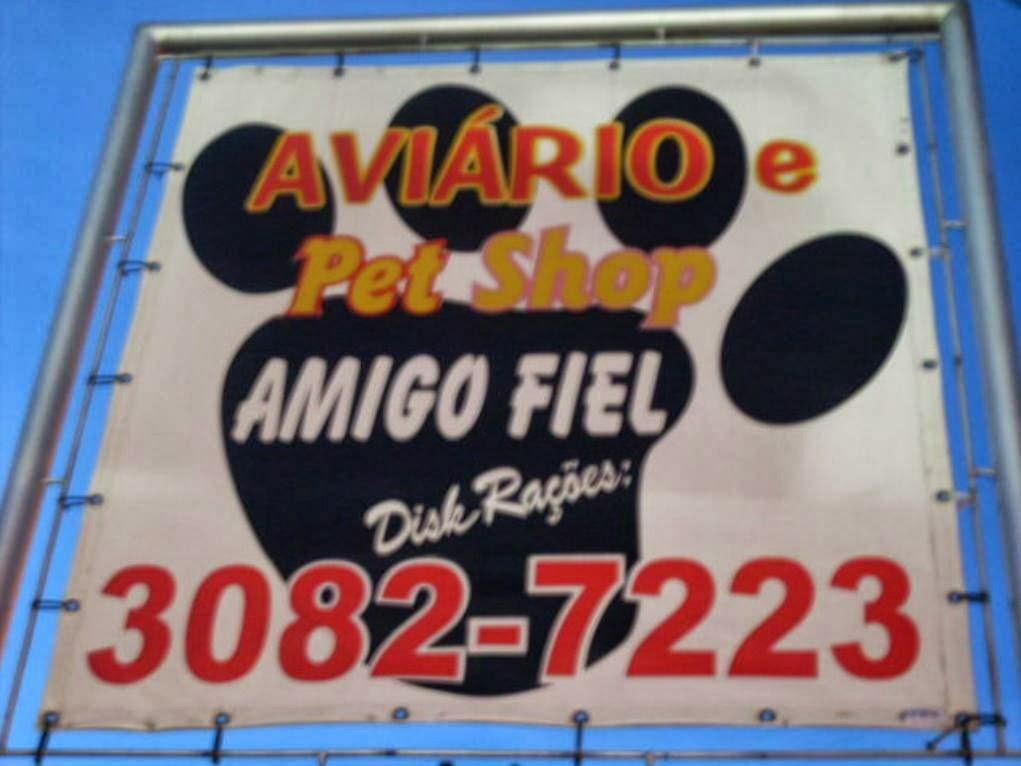 AVIÁRIO e
Pet Shop
AMIGO FIEL
Disk Rações:
3082-7223